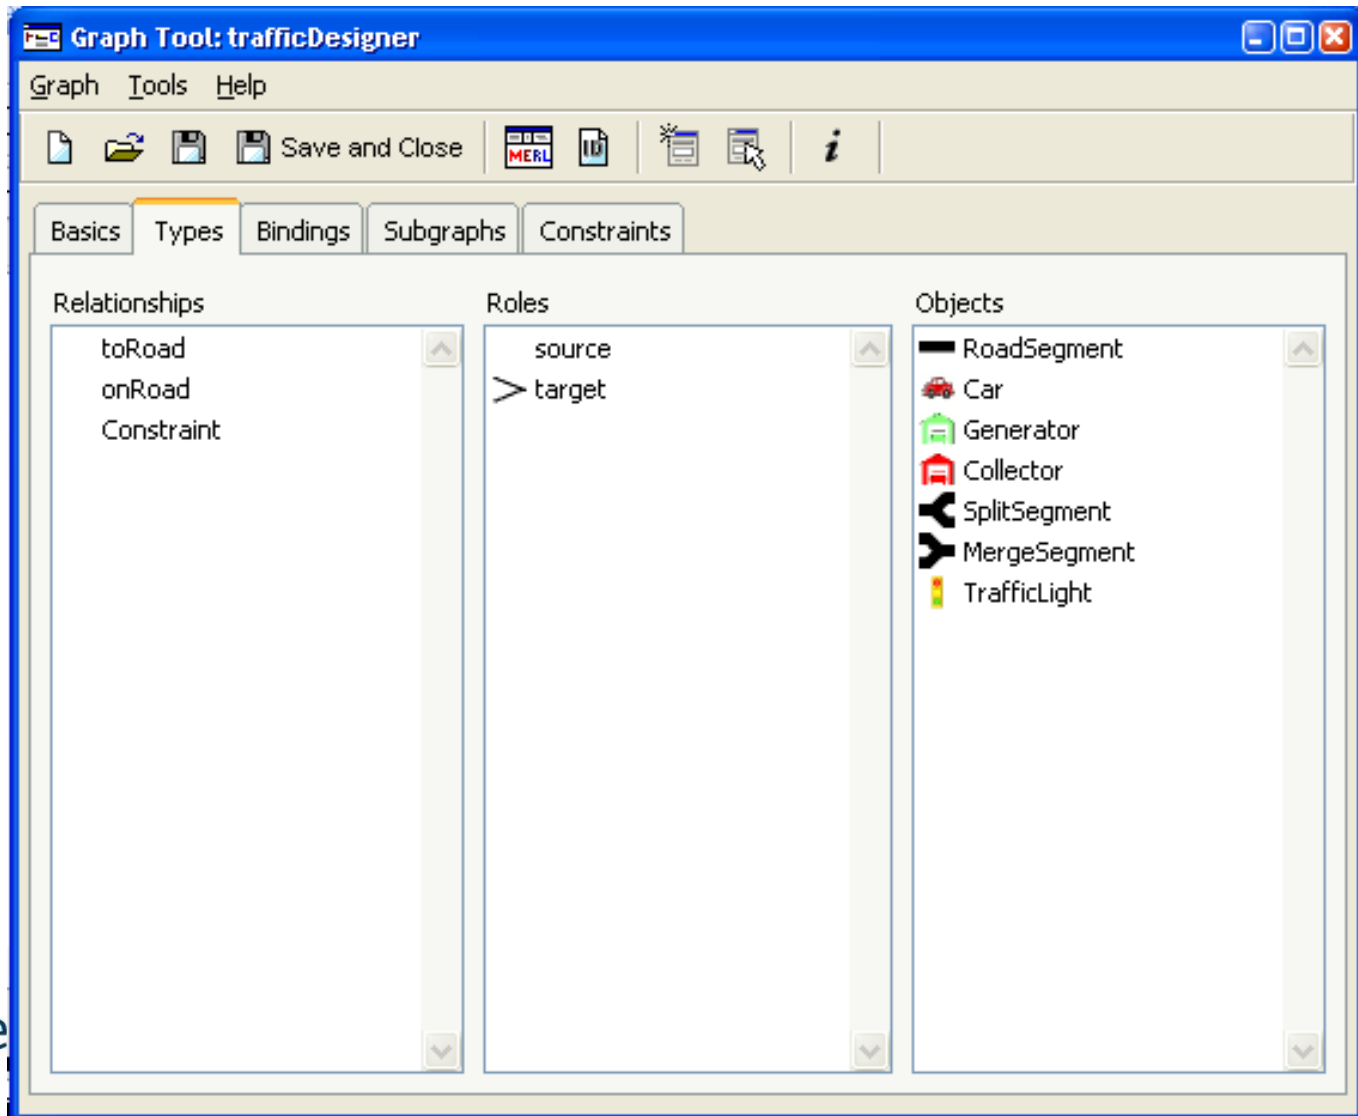 Graph Tool: trafficDesigner
Graph Tools Help
Save and Close MERL ID i
Basics Types Bindings Subgraphs Constraints
Relationships Roles Objects
toRoad source RoadSegment
onRoad target Car
Constraint Generator
Collector
SplitSegment
MergeSegment
TrafficLight
e